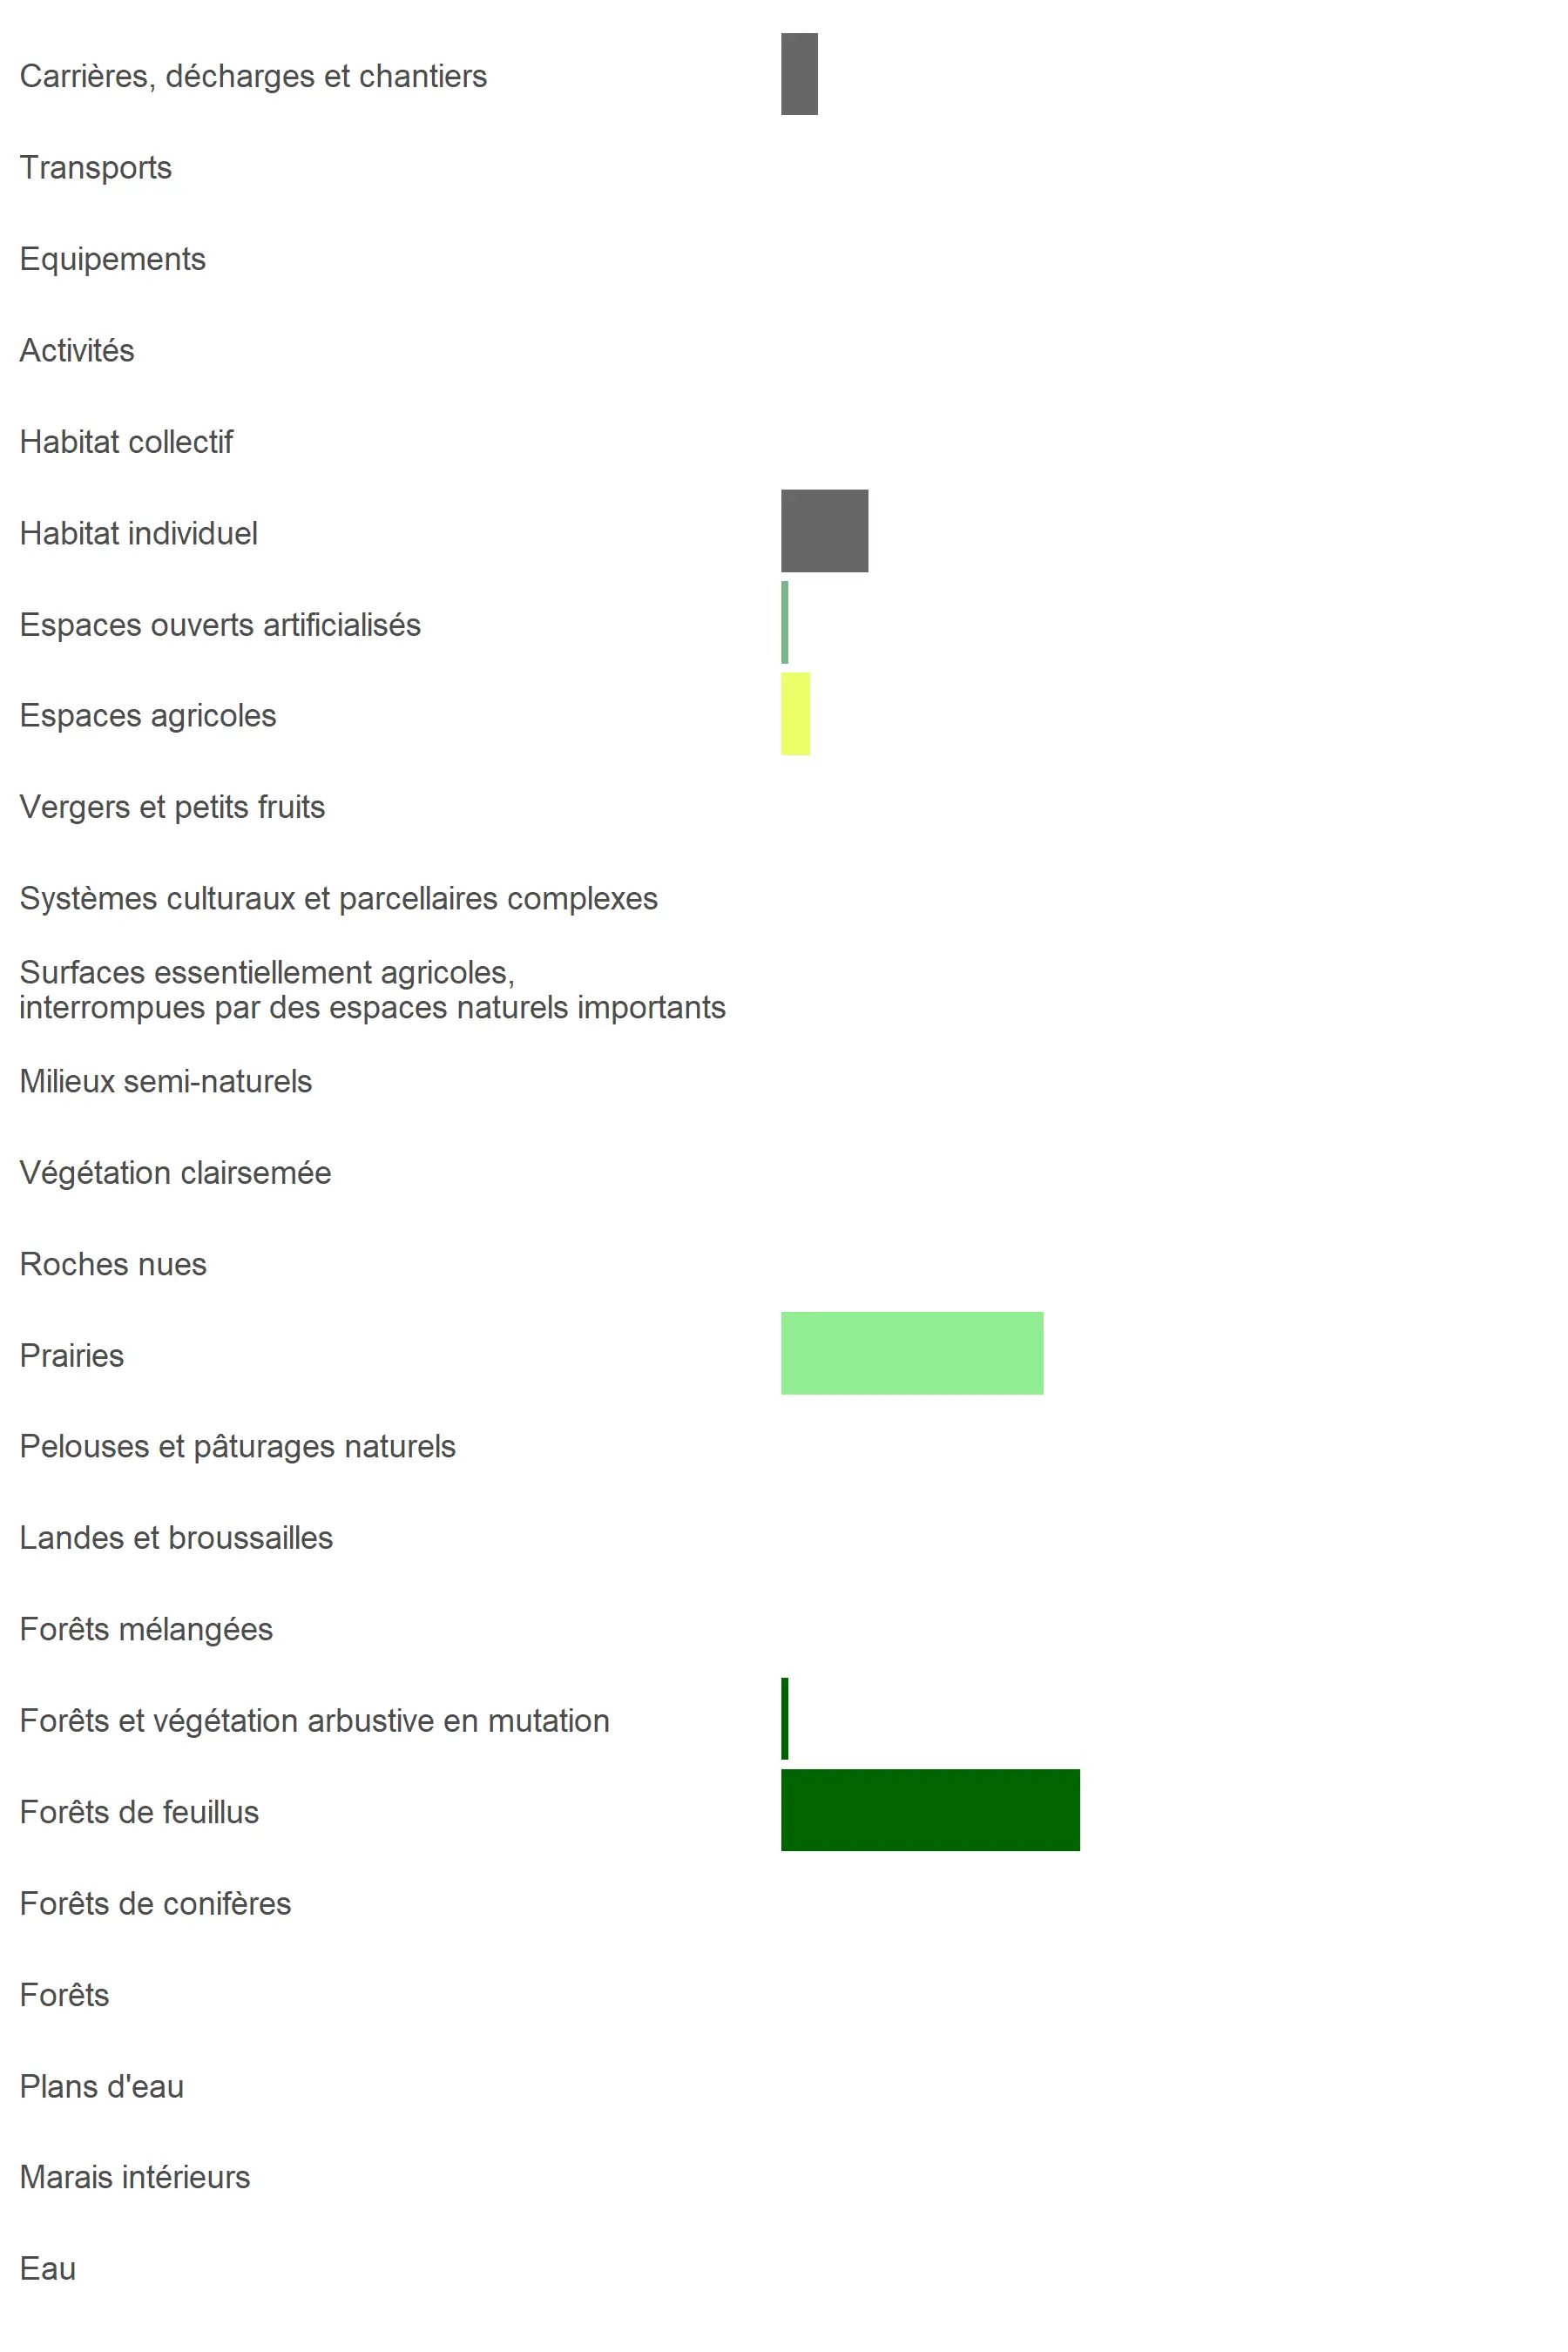 Carrières, décharges et chantiers
Transports
Equipements
Activités
Habitat collectif
Habitat individuel
Espaces ouverts artificialisés
Espaces agricoles
Vergers et petits fruits
Systèmes culturaux et parcellaires complexes
Surfaces essentiellement agricoles,
interrompues par des espaces naturels importants
Milieux semi-naturels
Végétation clairsemée
Roches nues
Prairies
Pelouses et pâturages naturels
Landes et broussailles
Forêts mélangées
Forêts et végétation arbustive en mutation
Forêts de feuillus
Forêts de conifères
Forêts
Plans d'eau
Marais intérieurs
Eau